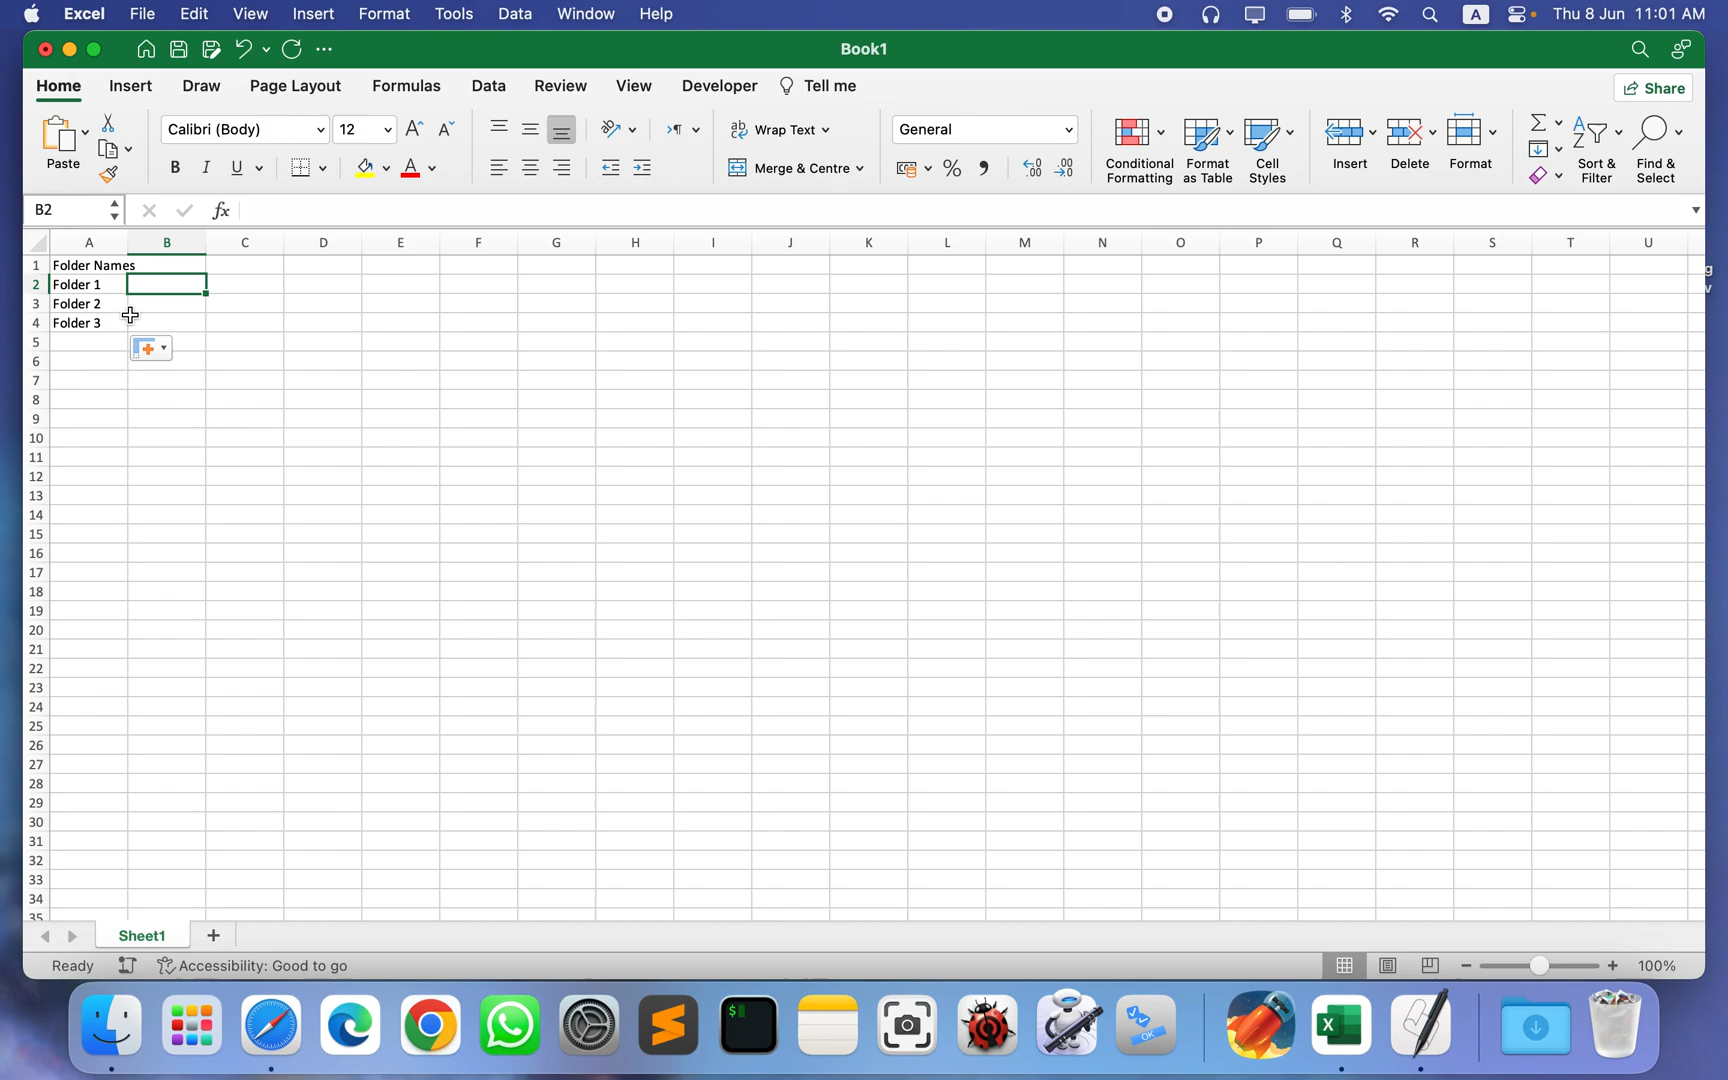 Excel File Edit View Insert Format Tools Data Window Help A Thu 8 Jun 11:01 AM
Book1
Home Insert Draw Page Layout Formulas Data Review View Developer Tell me Share
Paste Calibri (Body) 12 Wrap Text General
B I U Merge & Centre % Conditional Formatting Format as Table Cell Styles Insert Delete Format Sort & Filter Find & Select
B2 fx
A B C D E F G H I J K L M N O P Q R S T U
1 Folder Names
2 Folder 1
3 Folder 2
4 Folder 3
5
6
7
8
9
10
11
12
13
14
15
16
17
18
19
20
21
22
23
24
25
26
27
28
29
30
31
32
33
34
35
Sheet1 +
Ready Accessibility: Good to go 100%